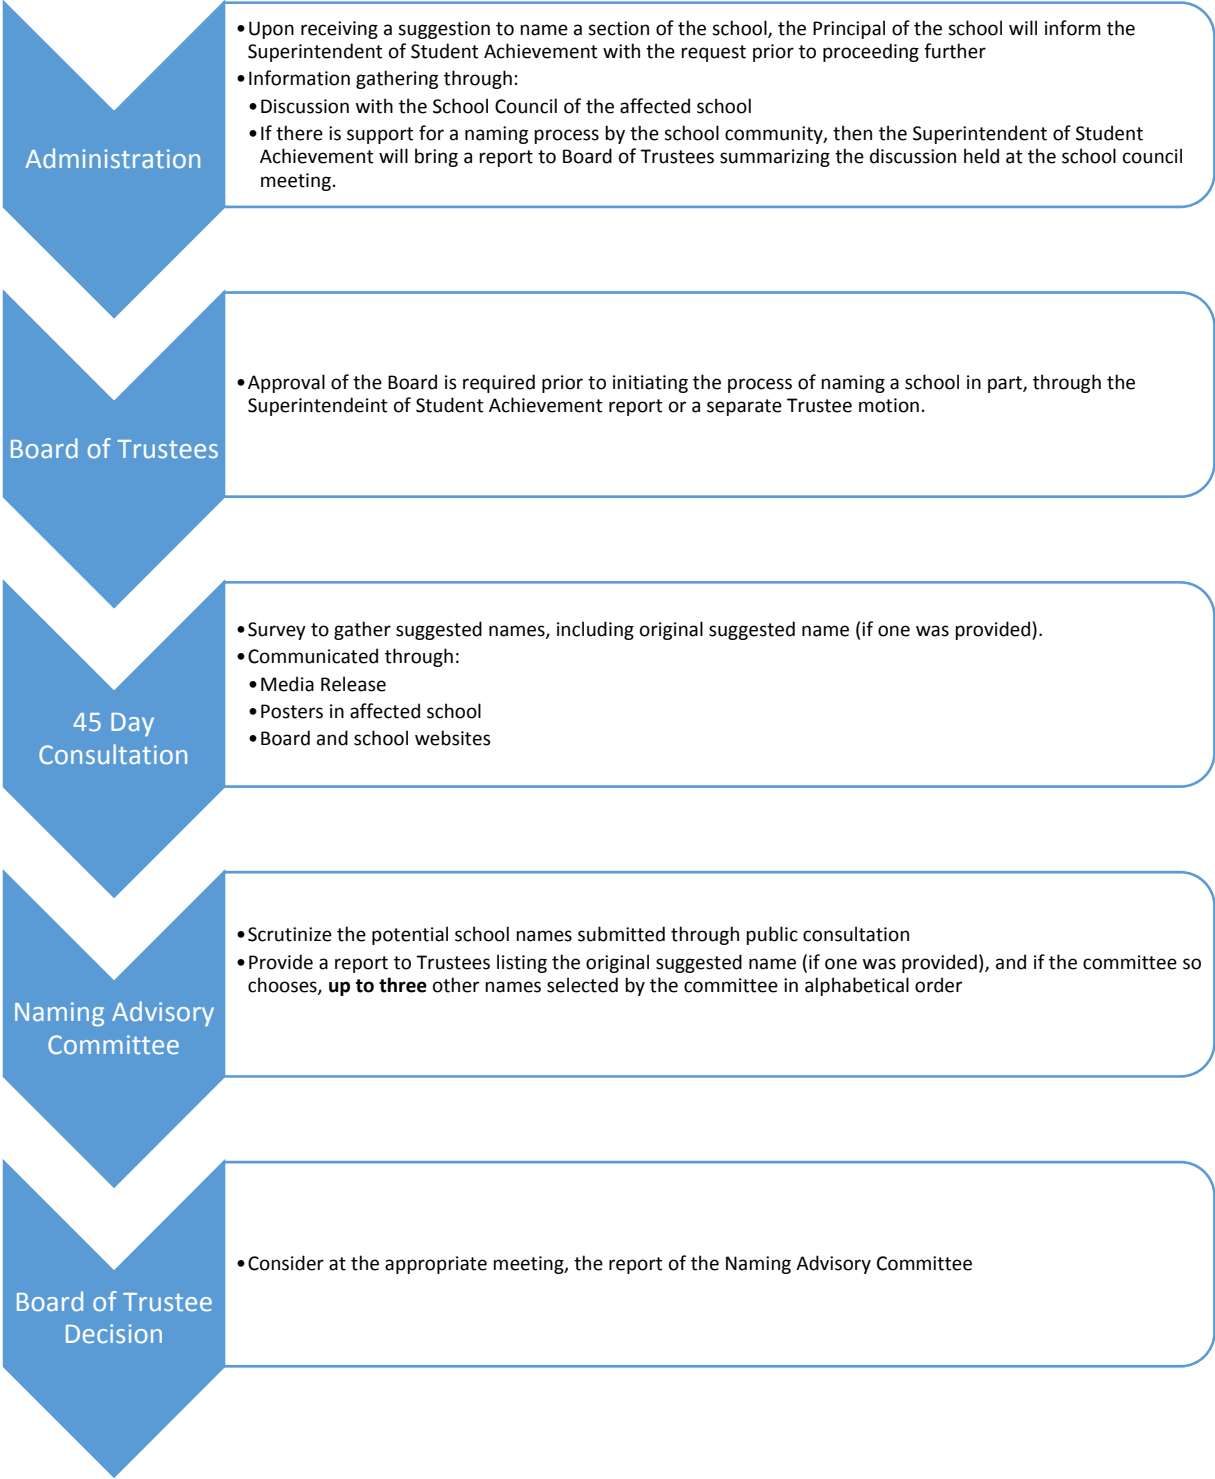 Administration
•Upon receiving a suggestion to name a section of the school, the Principal of the school will inform the
Superintendent of Student Achievement with the request prior to proceeding further
•Information gathering through:
•Discussion with the School Council of the affected school
•If there is support for a naming process by the school community, then the Superintendent of Student
Achievement will bring a report to Board of Trustees summarizing the discussion held at the school council
meeting.
Board of Trustees
•Approval of the Board is required prior to initiating the process of naming a school in part, through the
Superintendeint of Student Achievement report or a separate Trustee motion.
45 Day
Consultation
•Survey to gather suggested names, including original suggested name (if one was provided).
•Communicated through:
•Media Release
•Posters in affected school
•Board and school websites
Naming Advisory
Committee
•Scrutinize the potential school names submitted through public consultation
•Provide a report to Trustees listing the original suggested name (if one was provided), and if the committee so
chooses, up to three other names selected by the committee in alphabetical order
Board of Trustee
Decision
•Consider at the appropriate meeting, the report of the Naming Advisory Committee